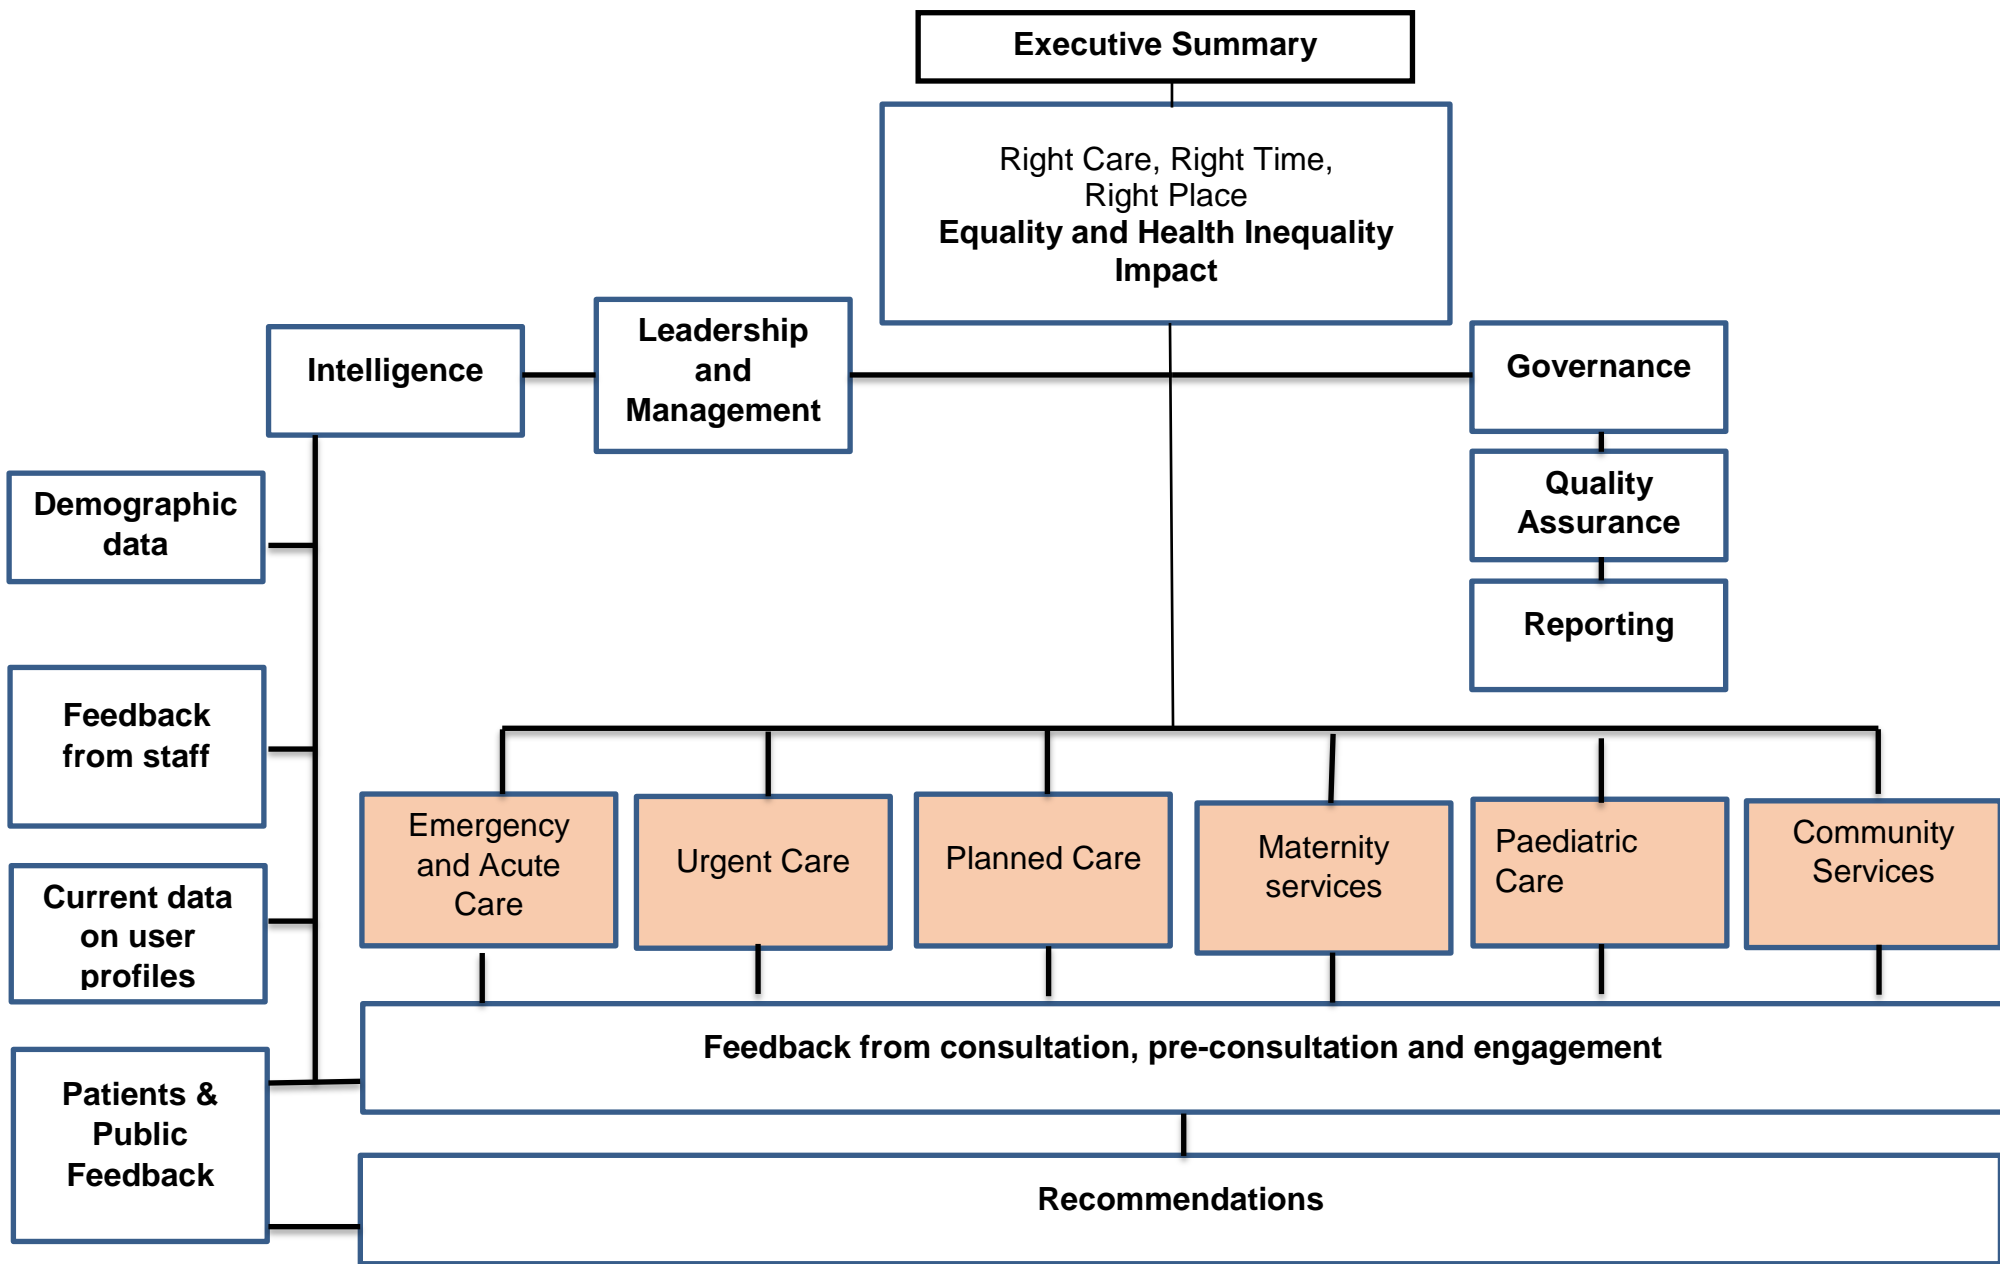 Executive Summary
Right Care, Right Time,
Right Place
Equality and Health Inequality
Impact
Intelligence
Leadership
and
Management
Governance
Quality
Assurance
Reporting
Demographic
data
Feedback
from staff
Current data
on user
profiles
Patients &
Public
Feedback
Emergency
and Acute
Care
Urgent Care
Planned Care
Maternity
services
Paediatric
Care
Community
Services
Feedback from consultation, pre-consultation and engagement
Recommendations